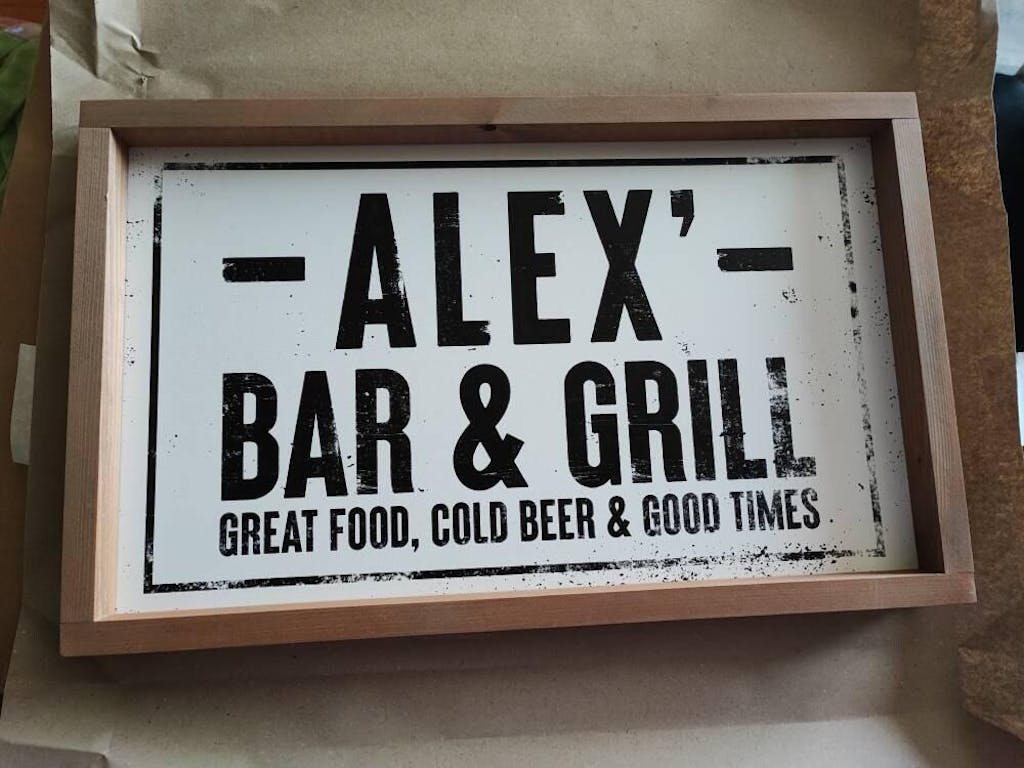 -ALEX'-
BAR & GRILL
GREAT FOOD, COLD BEER & GOOD TIMES